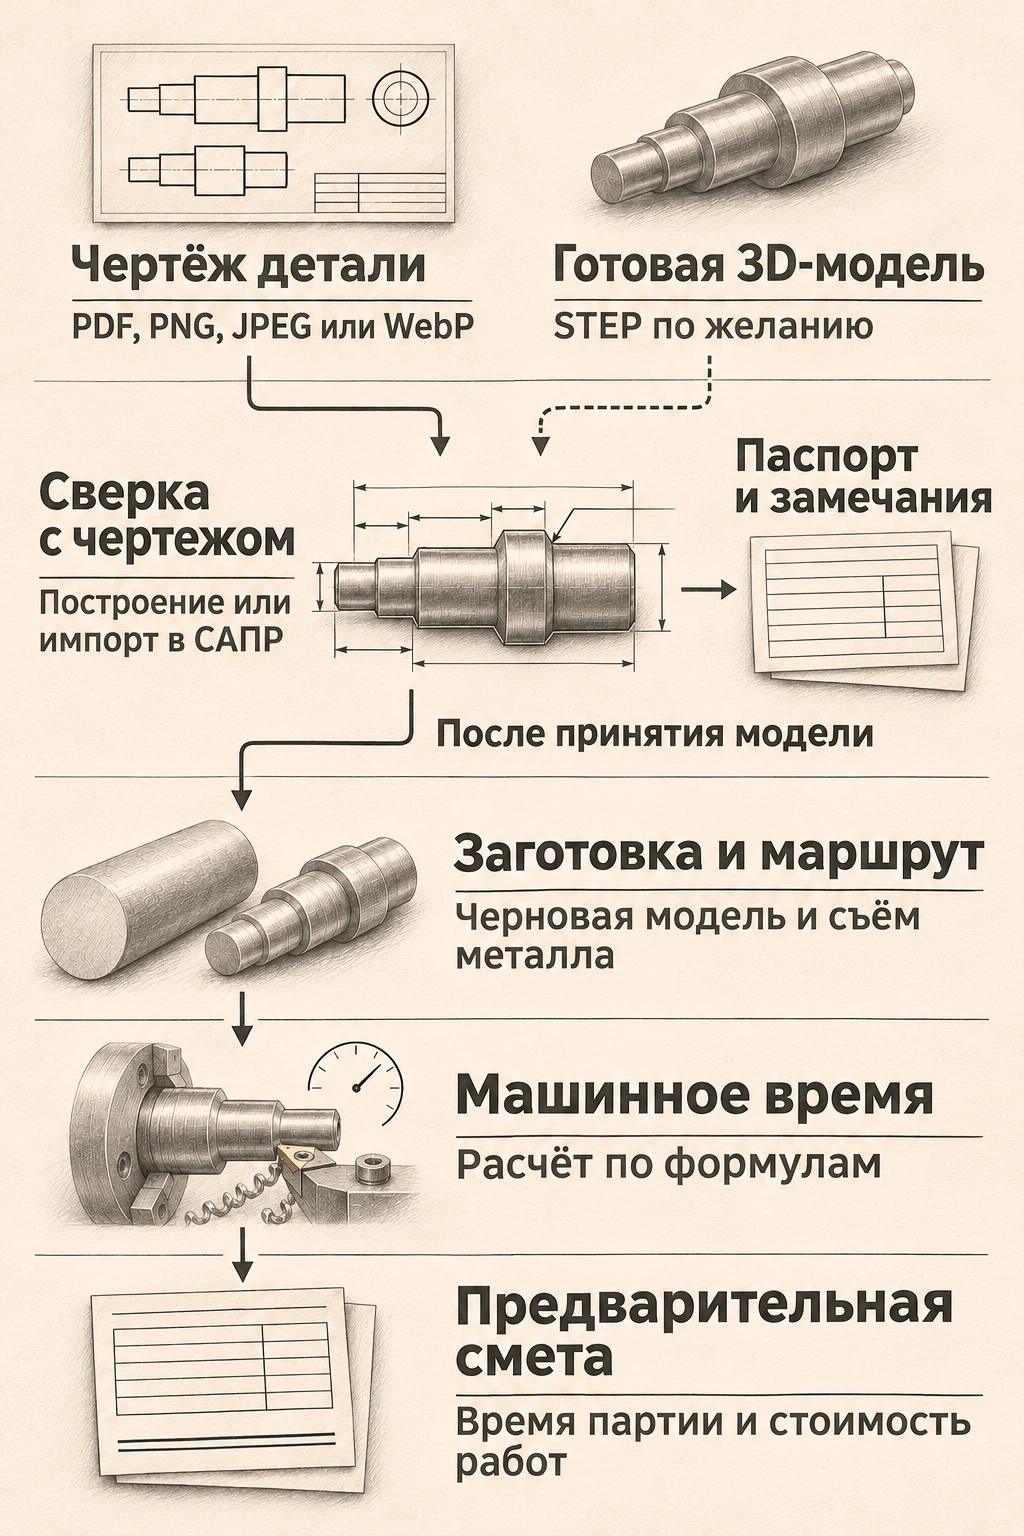 Чертёж детали
PDF, PNG, JPEG или WebP
Готовая 3D-модель
STEP по желанию
Сверка
с чертежом
Построение или
импорт в САПР
Паспорт
и замечания
После принятия модели
Заготовка и маршрут
Черновая модель и съём
металла
Машинное время
Расчёт по формулам
Предварительная
смета
Время партии и стоимость
работ